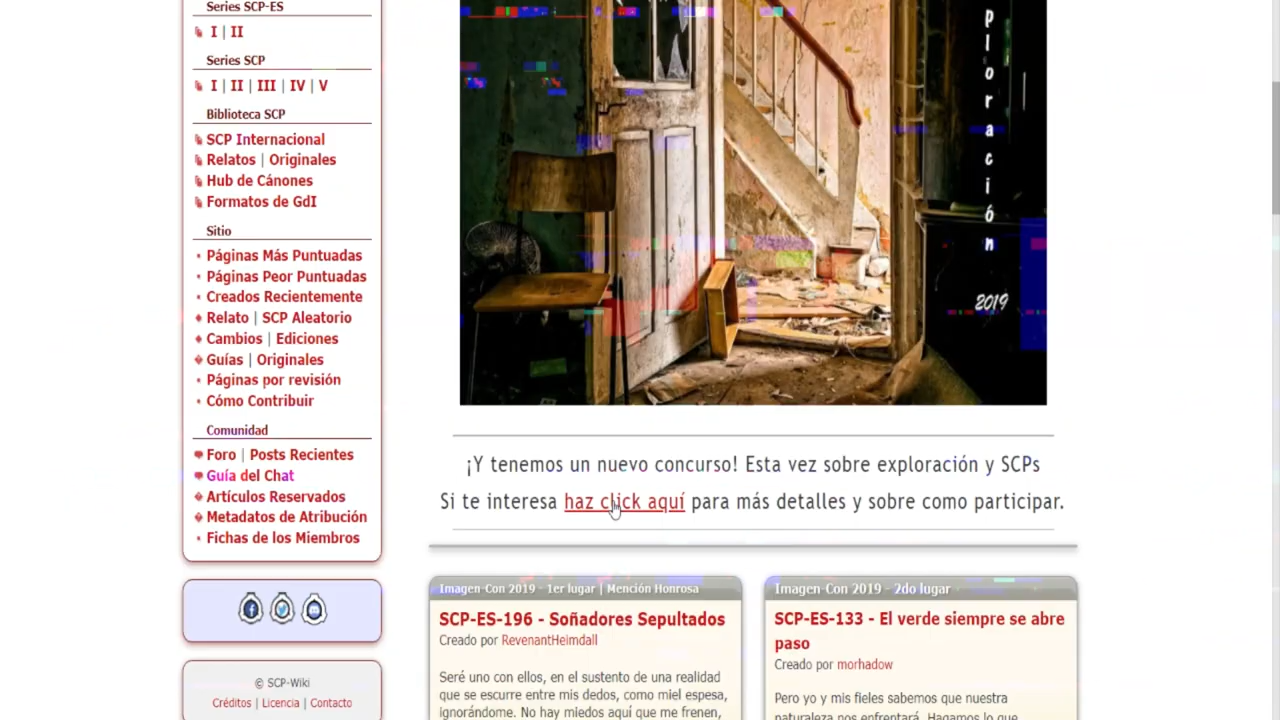 Series SCP-ES
I | II
Series SCP
I | II | III | IV | V
Biblioteca SCP
SCP Internacional
Relatos | Originales
Hub de Cánones
Formatos de GdI
Sitio
Páginas Más Puntuadas
Páginas Peor Puntuadas
Creados Recientemente
Relato | SCP Aleatorio
Cambios | Ediciones
Guías | Originales
Páginas por revisión
Cómo Contribuir
Comunidad
Foro | Posts Recientes
Guía del Chat
Artículos Reservados
Metadatos de Atribución
Fichas de los Miembros
© SCP-Wiki
Créditos | Licencia | Contacto
ploración
2019
¡Y tenemos un nuevo concurso! Esta vez sobre exploración y SCPs
Si te interesa haz click aquí para más detalles y sobre como participar.
Imagen-Con 2019 - 1er lugar | Mención Honrosa
SCP-ES-196 - Soñadores Sepultados
Creado por RevenantHeimdall
Seré uno con ellos, en el sustento de una realidad
que se escurre entre mis dedos, como miel espesa,
ignorándome. No hay miedos aquí que me frenen,
Imagen-Con 2019 - 2do lugar
SCP-ES-133 - El verde siempre se abre
paso
Creado por morhadow
Pero yo y mis fieles sabemos que nuestra
naturaleza nos enfrentará. Hagamos lo que